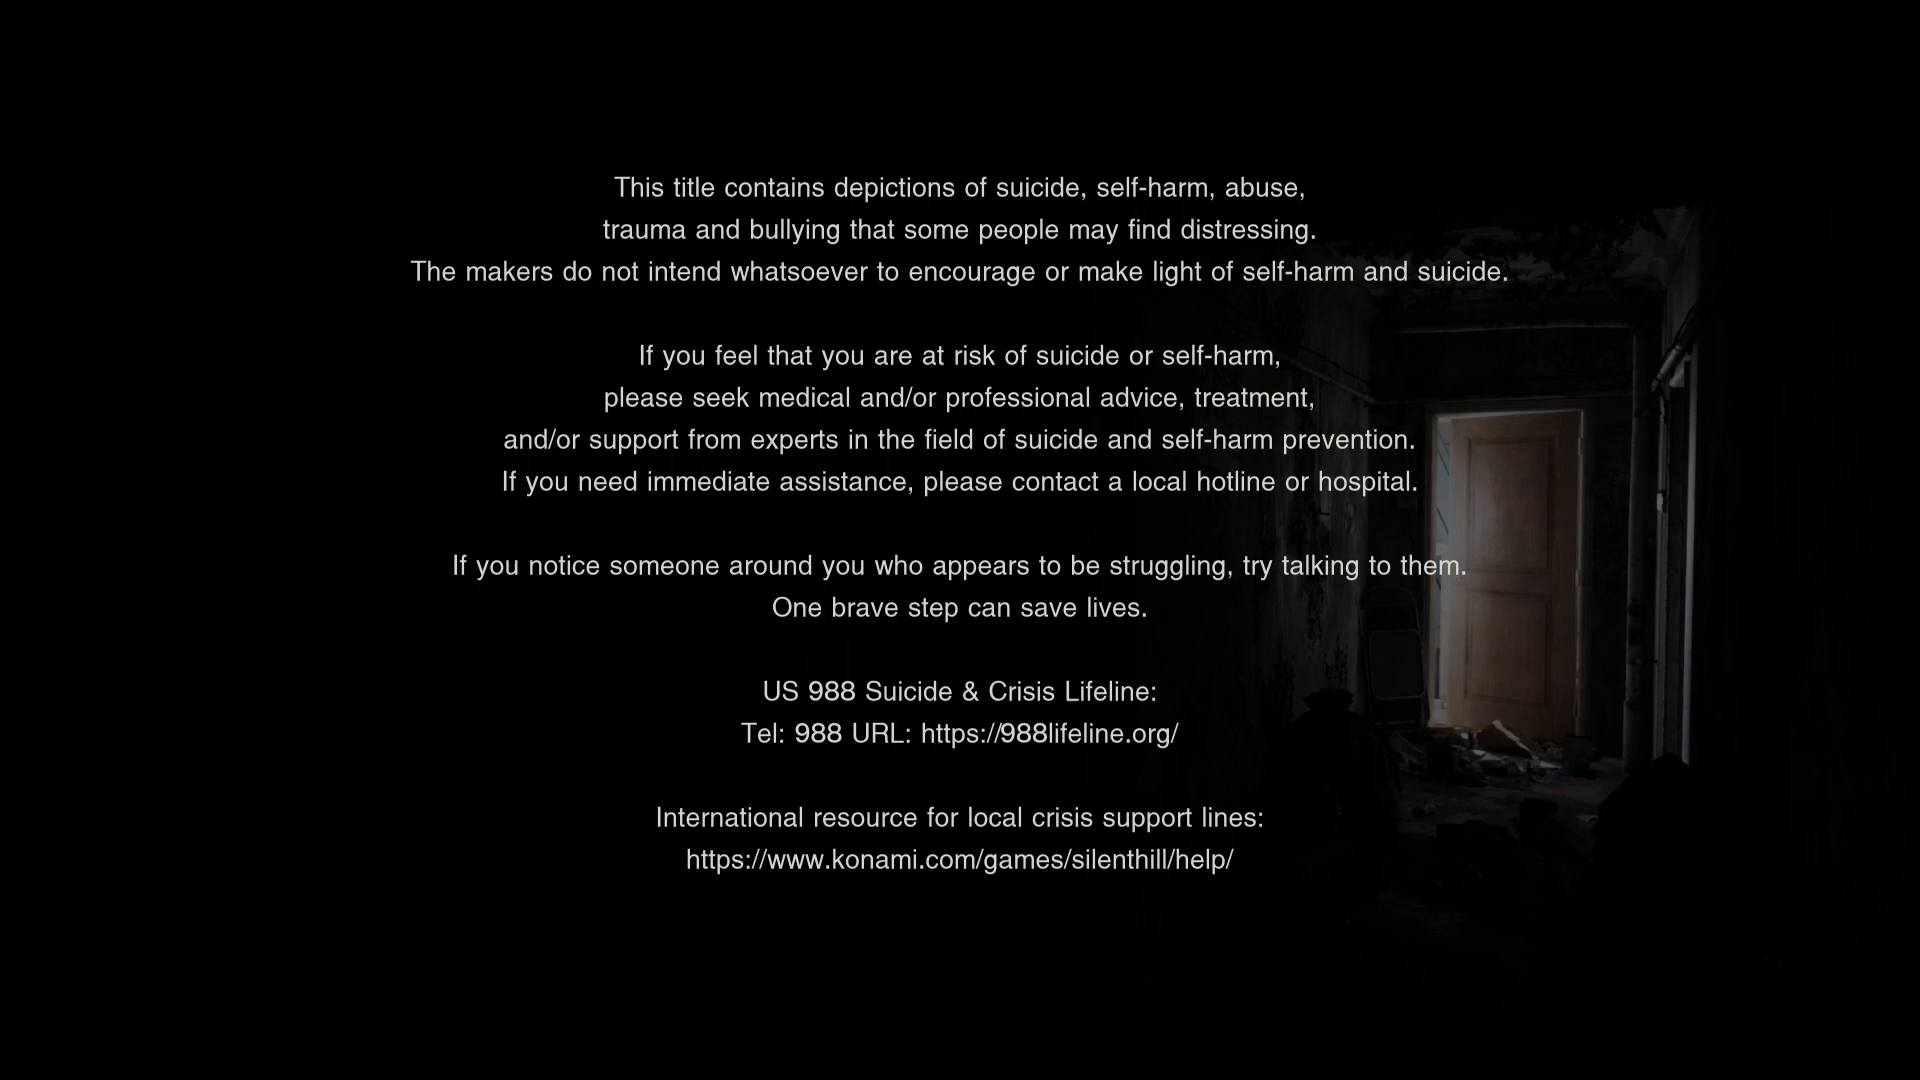 This title contains depictions of suicide, self-harm, abuse,
trauma and bullying that some people may find distressing.
The makers do not intend whatsoever to encourage or make light of self-harm and suicide.
If you feel that you are at risk of suicide or self-harm,
please seek medical and/or professional advice, treatment,
and/or support from experts in the field of suicide and self-harm prevention.
If you need immediate assistance, please contact a local hotline or hospital.
If you notice someone around you who appears to be struggling, try talking to them.
One brave step can save lives.
US 988 Suicide & Crisis Lifeline:
Tel: 988 URL: https://988lifeline.org/
International resource for local crisis support lines:
https://www.konami.com/games/silenthill/help/